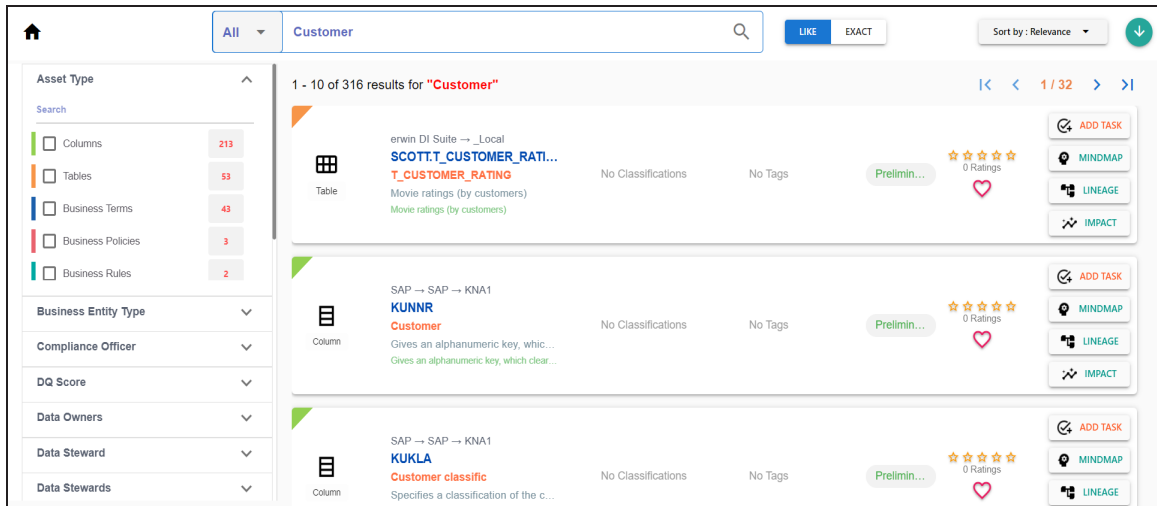 All
Customer
LIKE
EXACT
Sort by : Relevance
Asset Type
Search
Columns
213
Tables
53
Business Terms
43
Business Policies
3
Business Rules
2
Business Entity Type
Compliance Officer
DQ Score
Data Owners
Data Steward
Data Stewards
1 - 10 of 316 results for "Customer"
1 / 32
Table
erwin DI Suite → _Local
SCOTT.T_CUSTOMER_RATI...
T_CUSTOMER_RATING
Movie ratings (by customers)
Movie ratings (by customers)
No Classifications
No Tags
Prelimin...
0 Ratings
ADD TASK
MINDMAP
LINEAGE
IMPACT
Column
SAP → SAP → KNA1
KUNNR
Customer
Gives an alphanumeric key, whic...
Gives an alphanumeric key, which clear...
No Classifications
No Tags
Prelimin...
0 Ratings
ADD TASK
MINDMAP
LINEAGE
IMPACT
Column
SAP → SAP → KNA1
KUKLA
Customer classific
Specifies a classification of the c...
No Classifications
No Tags
Prelimin...
0 Ratings
ADD TASK
MINDMAP
LINEAGE